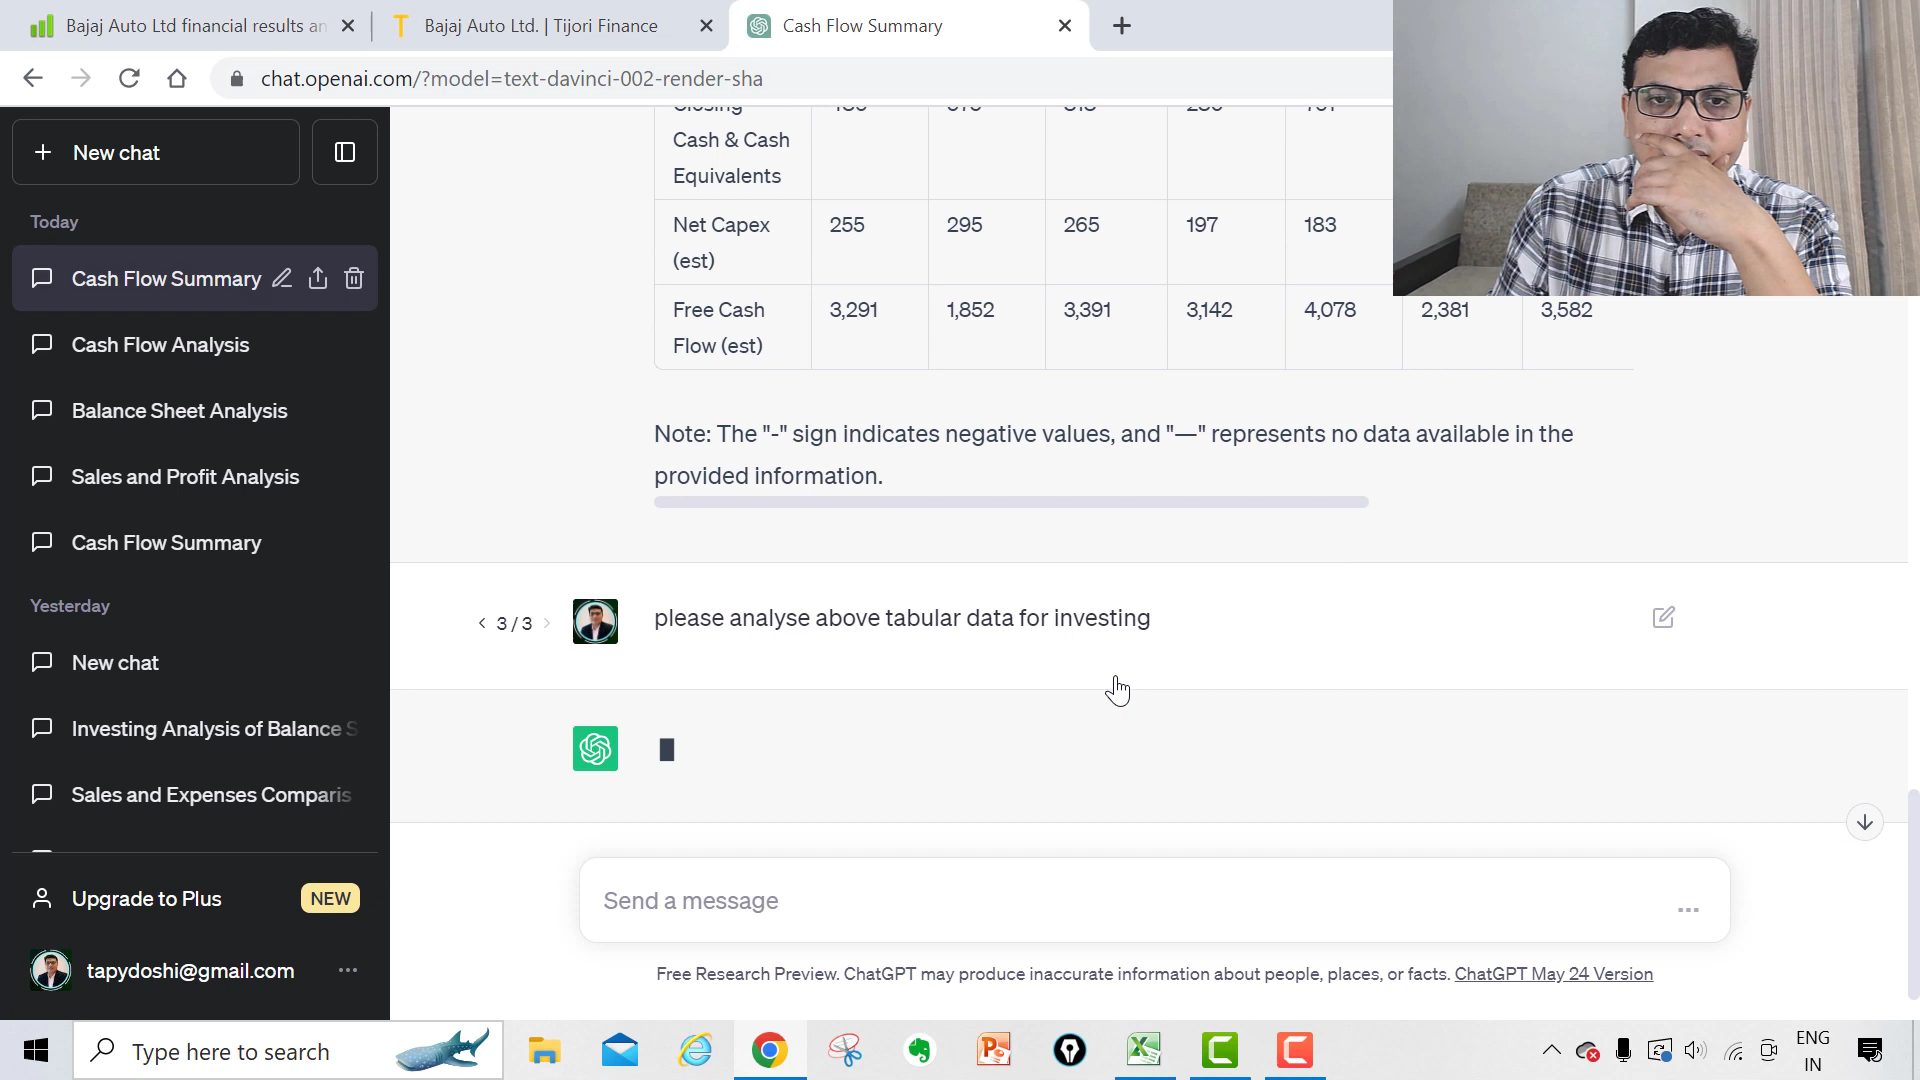 Bajaj Auto Ltd financial results an
Bajaj Auto Ltd. | Tijori Finance
Cash Flow Summary
chat.openai.com/?model=text-davinci-002-render-sha
New chat
Today
Cash Flow Summary
Cash Flow Analysis
Balance Sheet Analysis
Sales and Profit Analysis
Cash Flow Summary
Yesterday
New chat
Investing Analysis of Balance S
Sales and Expenses Comparis
Upgrade to Plus NEW
tapydoshi@gmail.com
Closing
Cash & Cash
Equivalents
Net Capex 255 295 265 197 183
(est)
Free Cash 3,291 1,852 3,391 3,142 4,078 2,381 3,582
Flow (est)
Note: The "-" sign indicates negative values, and "—" represents no data available in the
provided information.
< 3 / 3 > please analyse above tabular data for investing
Send a message
Free Research Preview. ChatGPT may produce inaccurate information about people, places, or facts. ChatGPT May 24 Version
Type here to search
ENG
IN